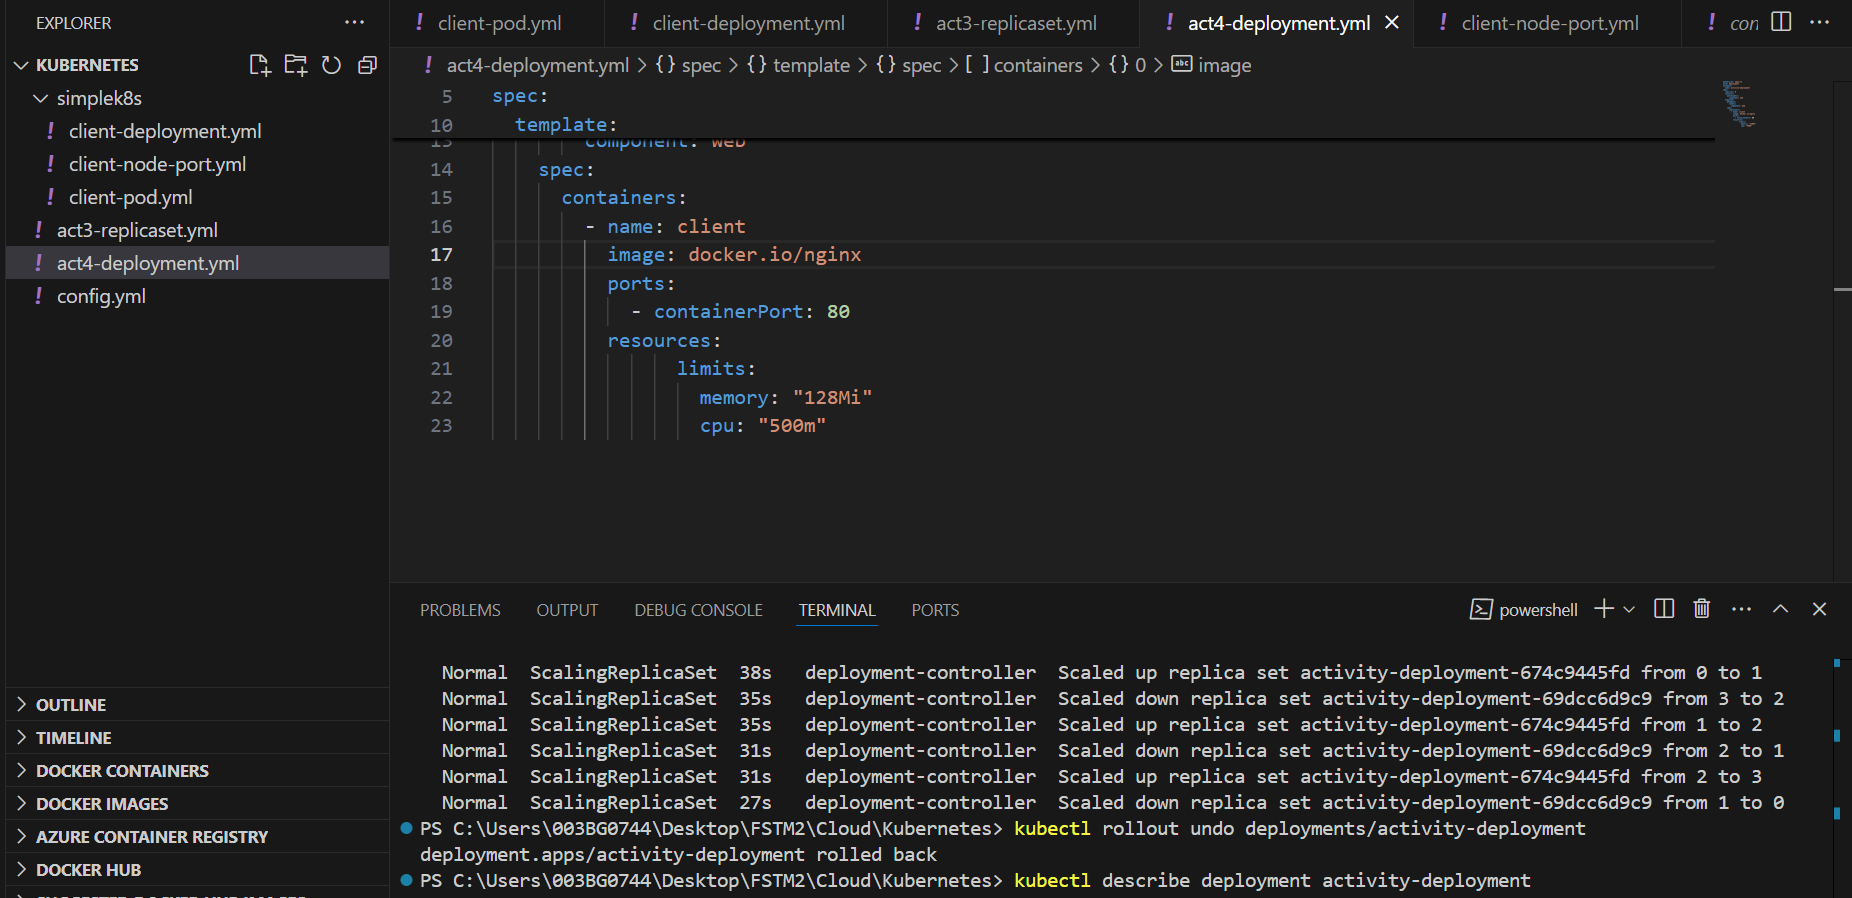 EXPLORER
KUBERNETES
simplek8s
! client-deployment.yml
! client-node-port.yml
! client-pod.yml
! act3-replicaset.yml
! act4-deployment.yml
! config.yml
OUTLINE
TIMELINE
DOCKER CONTAINERS
DOCKER IMAGES
AZURE CONTAINER REGISTRY
DOCKER HUB
! client-pod.yml ! client-deployment.yml ! act3-replicaset.yml ! act4-deployment.yml ! client-node-port.yml ! con
! act4-deployment.yml > {} spec > {} template > {} spec > [ ] containers > {} 0 > abc image
5 spec:
10 template:
13 component: web
14 spec:
15 containers:
16 - name: client
17 image: docker.io/nginx
18 ports:
19 - containerPort: 80
20 resources:
21 limits:
22 memory: "128Mi"
23 cpu: "500m"
PROBLEMS OUTPUT DEBUG CONSOLE TERMINAL PORTS powershell
Normal ScalingReplicaSet 38s deployment-controller Scaled up replica set activity-deployment-674c9445fd from 0 to 1
Normal ScalingReplicaSet 35s deployment-controller Scaled down replica set activity-deployment-69dcc6d9c9 from 3 to 2
Normal ScalingReplicaSet 35s deployment-controller Scaled up replica set activity-deployment-674c9445fd from 1 to 2
Normal ScalingReplicaSet 31s deployment-controller Scaled down replica set activity-deployment-69dcc6d9c9 from 2 to 1
Normal ScalingReplicaSet 31s deployment-controller Scaled up replica set activity-deployment-674c9445fd from 2 to 3
Normal ScalingReplicaSet 27s deployment-controller Scaled down replica set activity-deployment-69dcc6d9c9 from 1 to 0
PS C:\Users\003BG0744\Desktop\FSTM2\Cloud\Kubernetes> kubectl rollout undo deployments/activity-deployment
deployment.apps/activity-deployment rolled back
PS C:\Users\003BG0744\Desktop\FSTM2\Cloud\Kubernetes> kubectl describe deployment activity-deployment